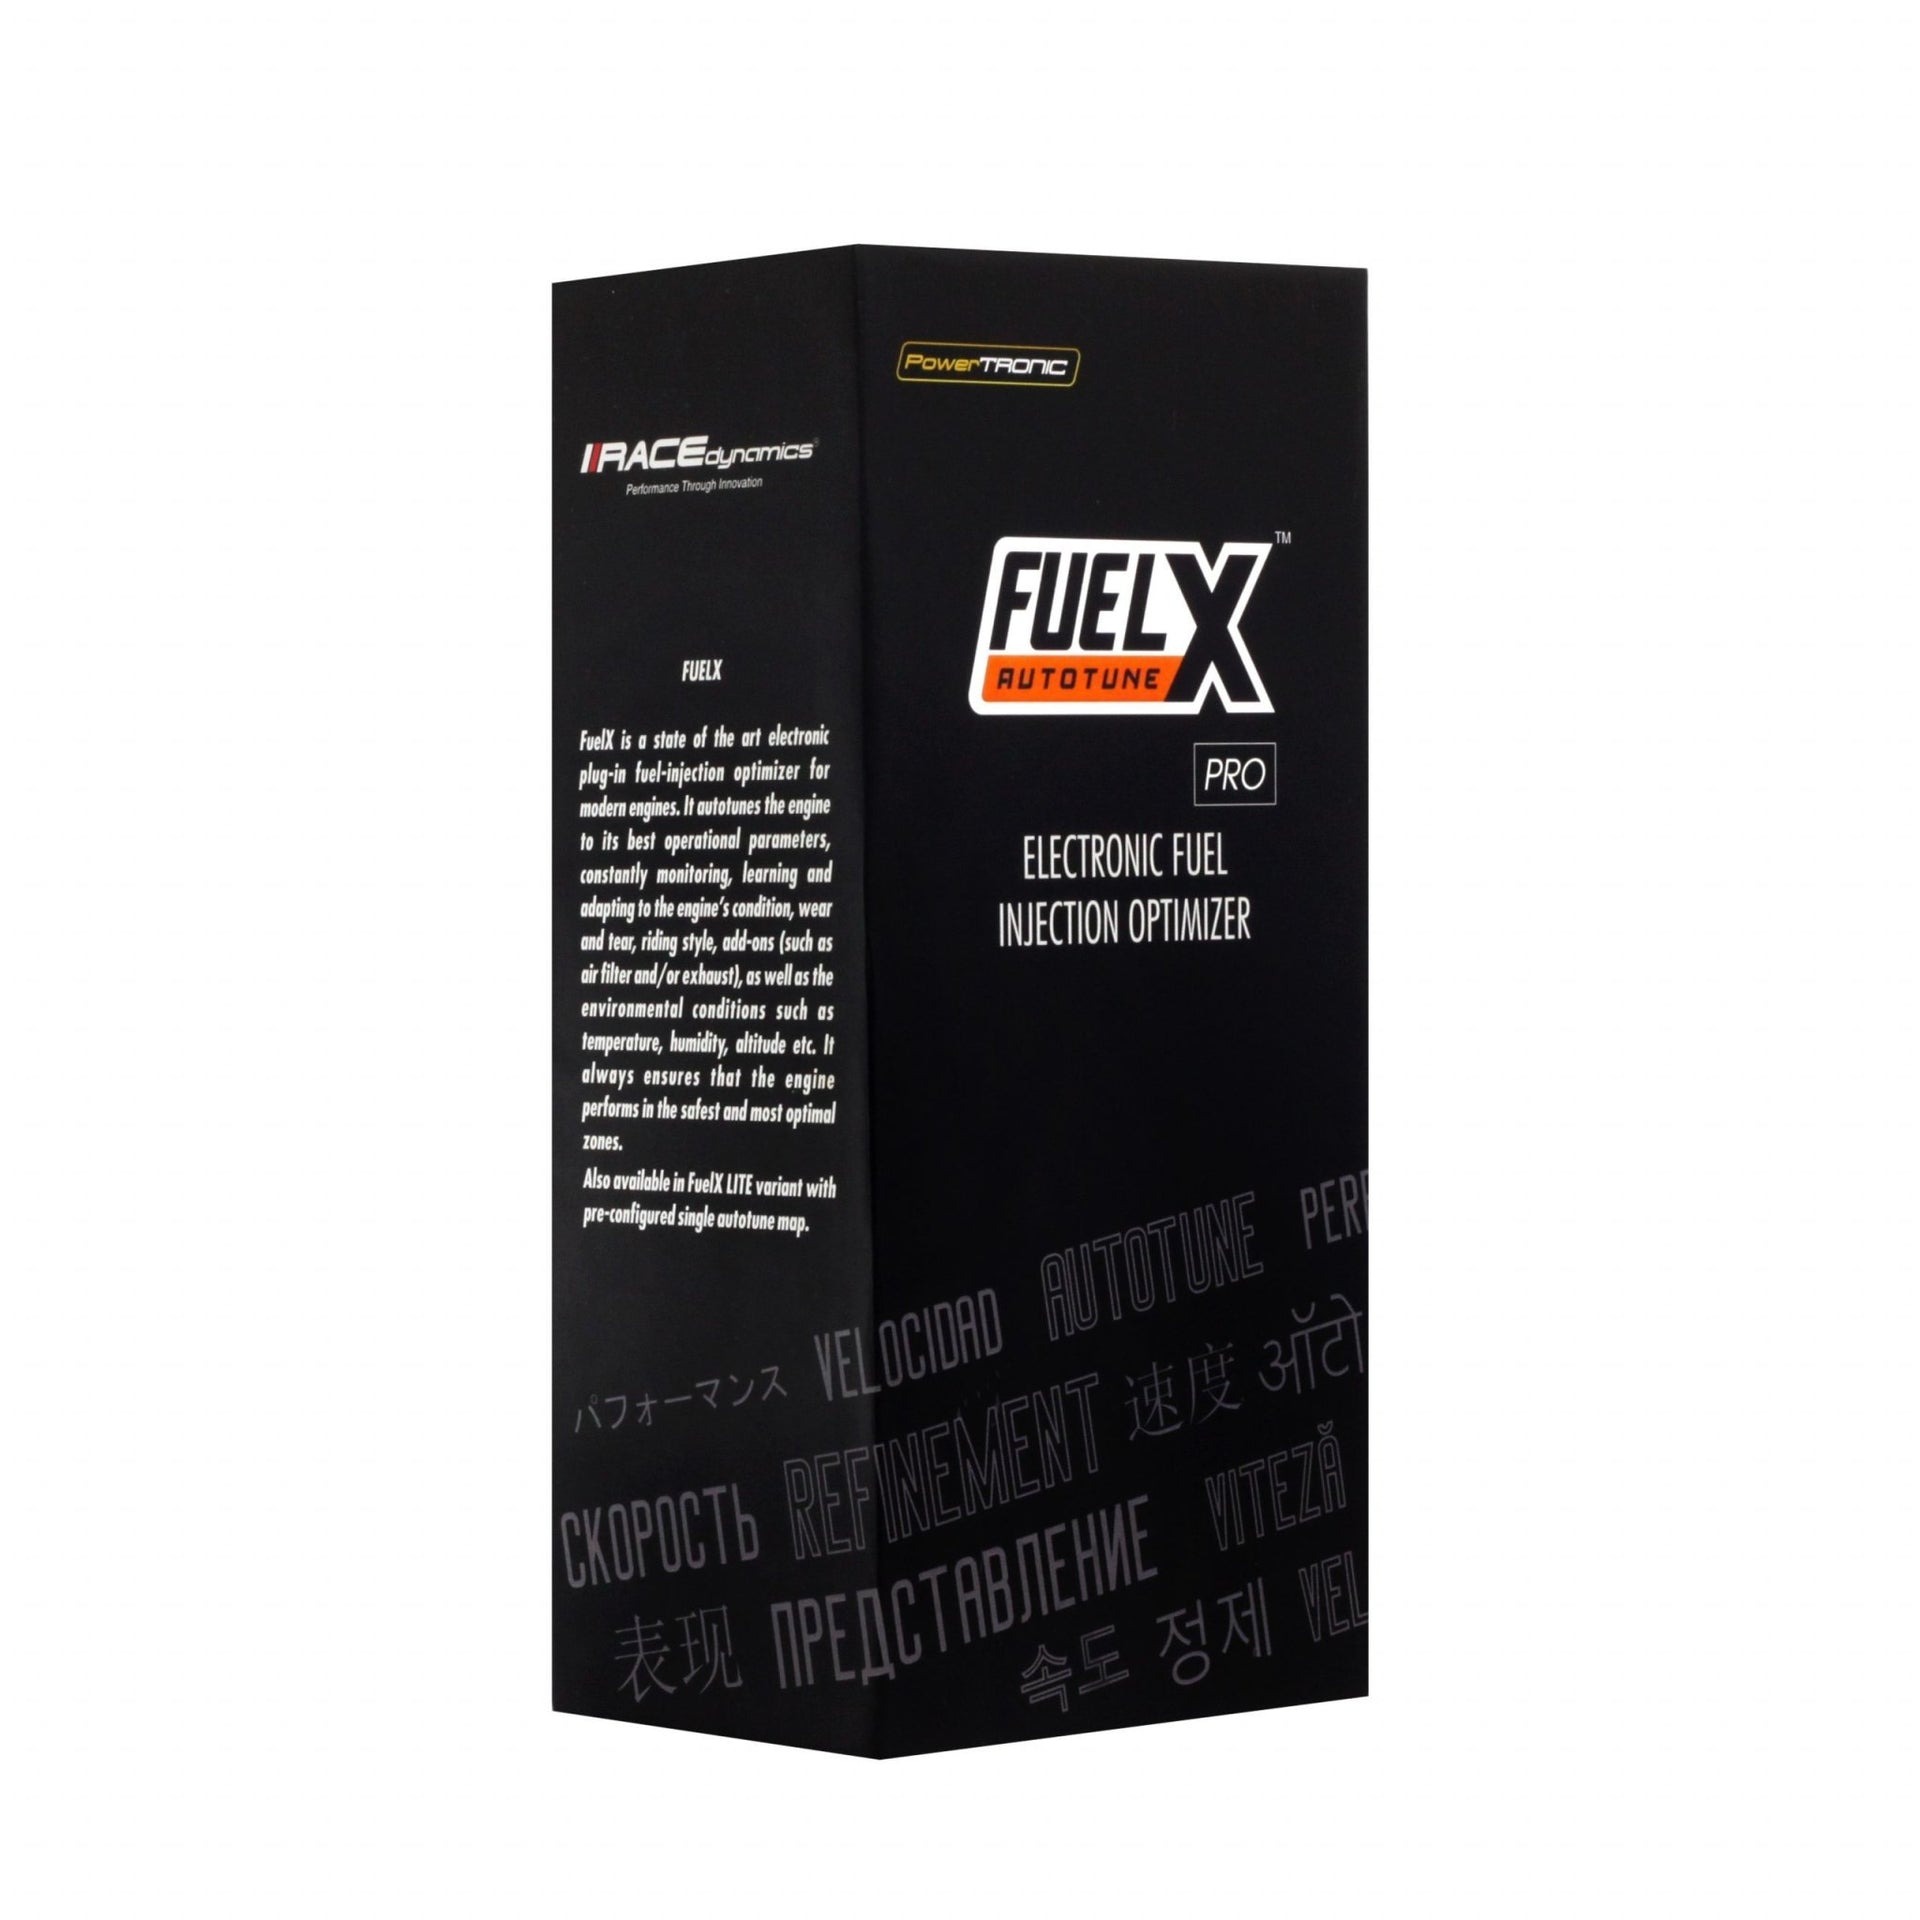 RACEdynamics®
Performance Through Innovation
FUELX
FuelX is a state of the art electronic
plug-in fuel-injection optimizer for
modern engines. It autotunes the engine
to its best operational parameters,
constantly monitoring, learning and
adapting to the engine's condition, wear
and tear, riding style, add-ons (such as
air filter and/or exhaust), as well as the
environmental conditions such as
temperature, humidity, altitude etc. It
always ensures that the engine
performs in the safest and most optimal
zones.
Also available in FuelX LITE variant with
pre-configured single autotune map.
PowerTRONIC
FUELX™
AUTOTUNE
PRO
ELECTRONIC FUEL
INJECTION OPTIMIZER
パフォーマンス VELOCIDAD AUTOTUNE PERF
СКОРОСТЬ REFINEMENT 速度 ऑटो
表现 ПРЕДСТАВЛЕНИЕ VITEZĂ
속도 정제 VEL